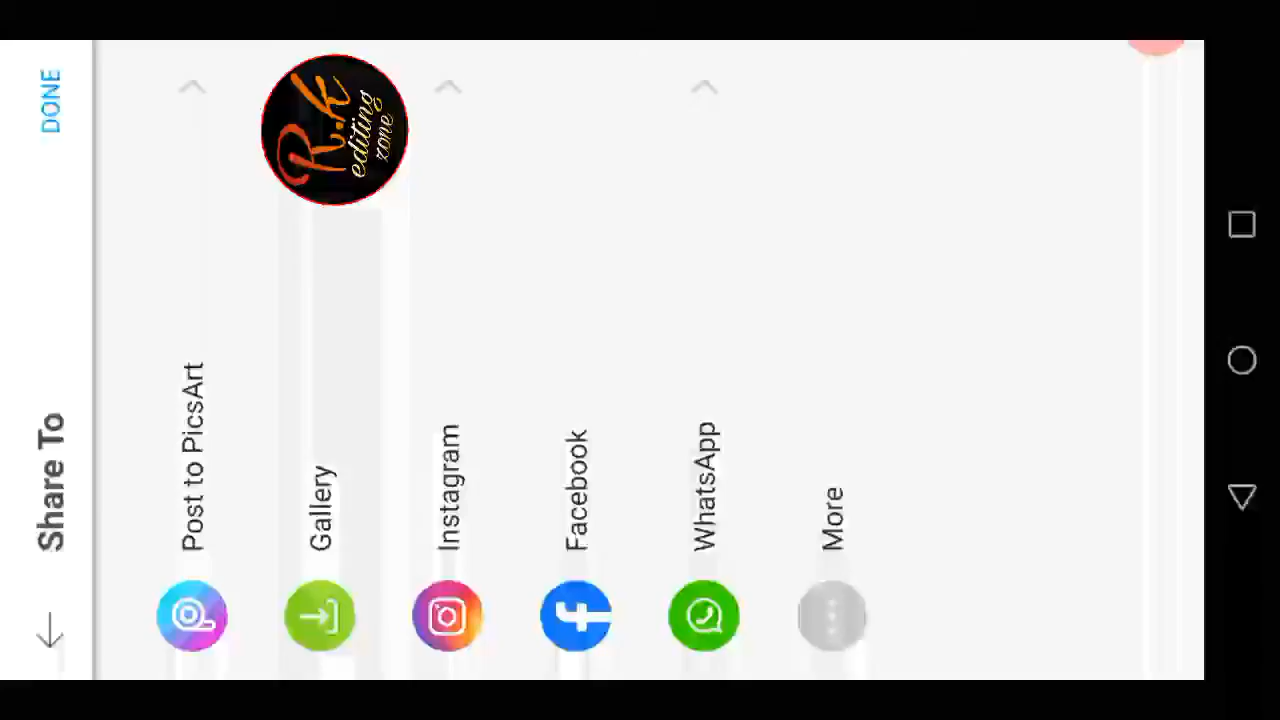 Share To
DONE
Post to PicsArt
Gallery
R.k
editing
zone
Instagram
Facebook
WhatsApp
More